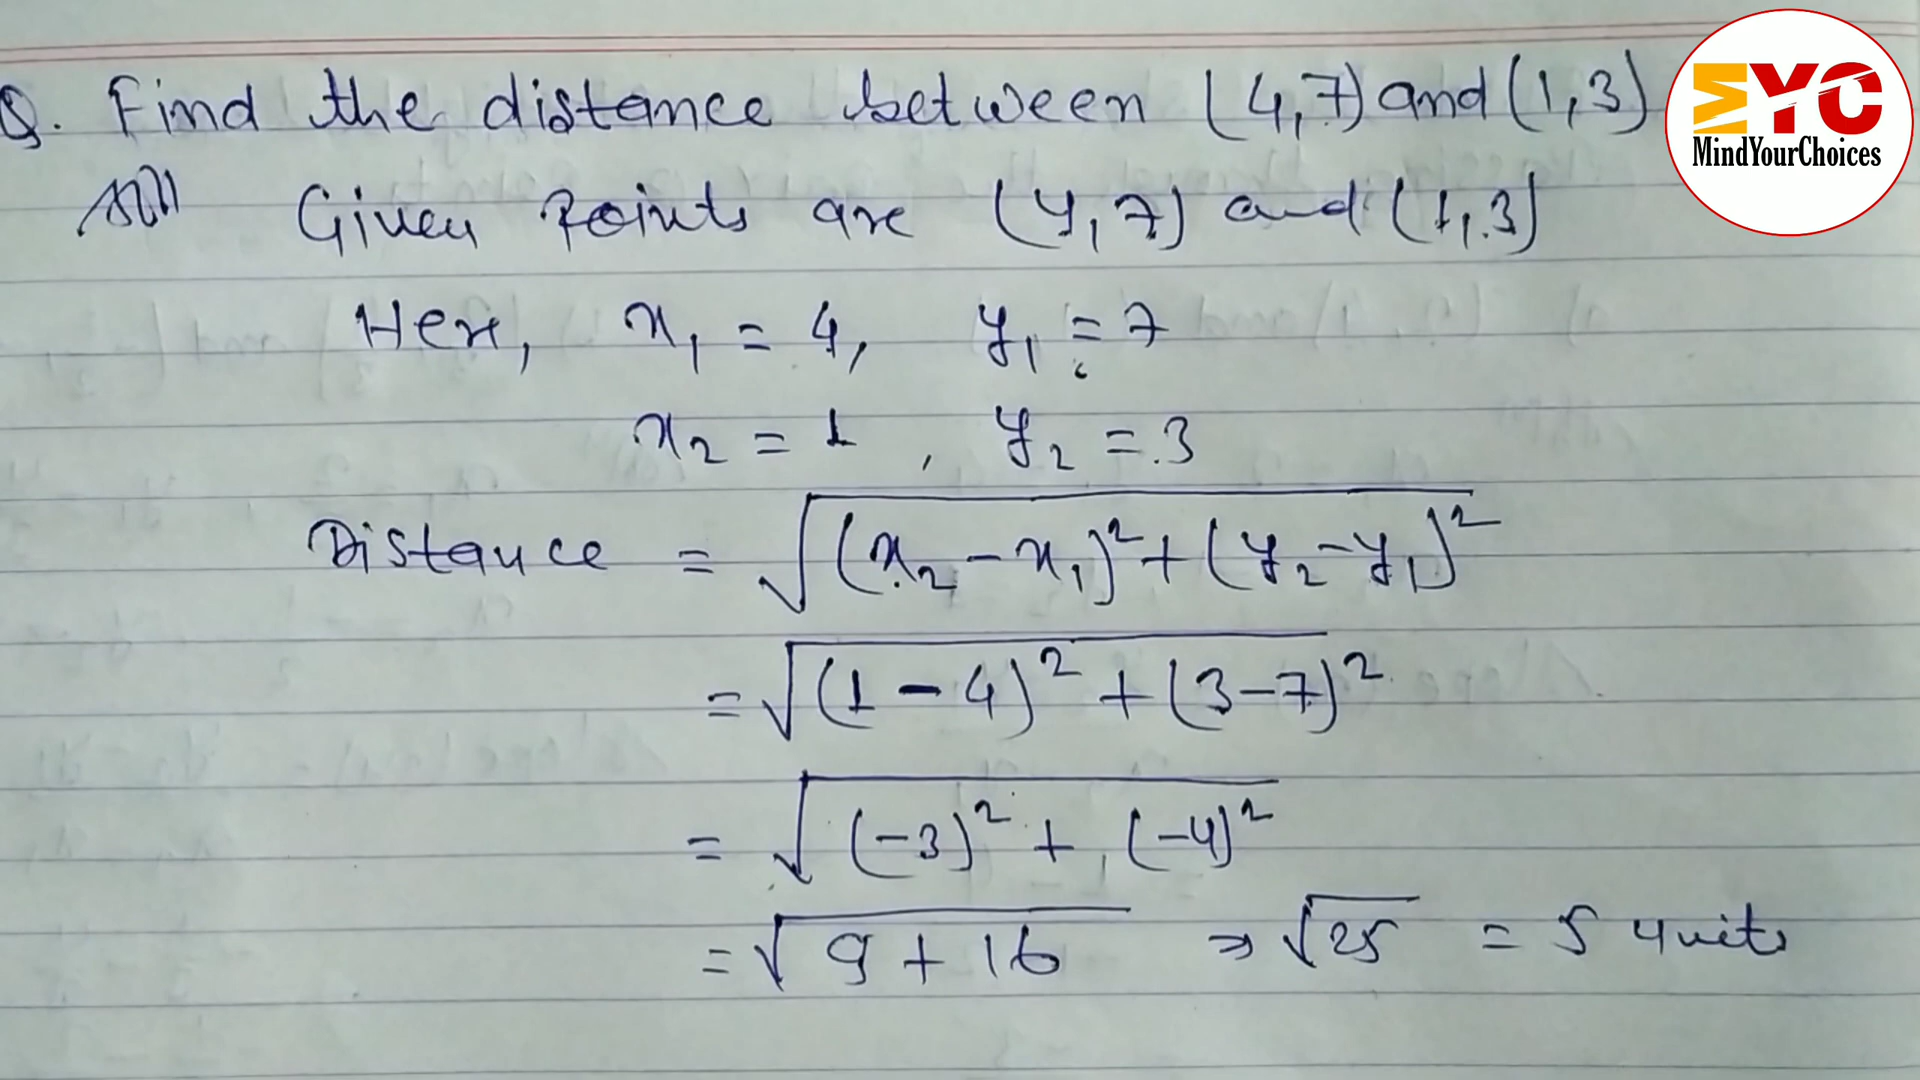 Q. Find the distance between (4,7) and (1,3)
Given Points are (4,7) and (1,3)
Here, x₁ = 4, y₁ = 7
x₂ = 1, y₂ = 3
Distance = √((x₂-x₁)²+(y₂-y₁)²)
= √((1-4)²+(3-7)²)
= √((-3)²+(-4)²)
= √(9+16) ⇒ √25 = 5 units
MYC
MindYourChoices